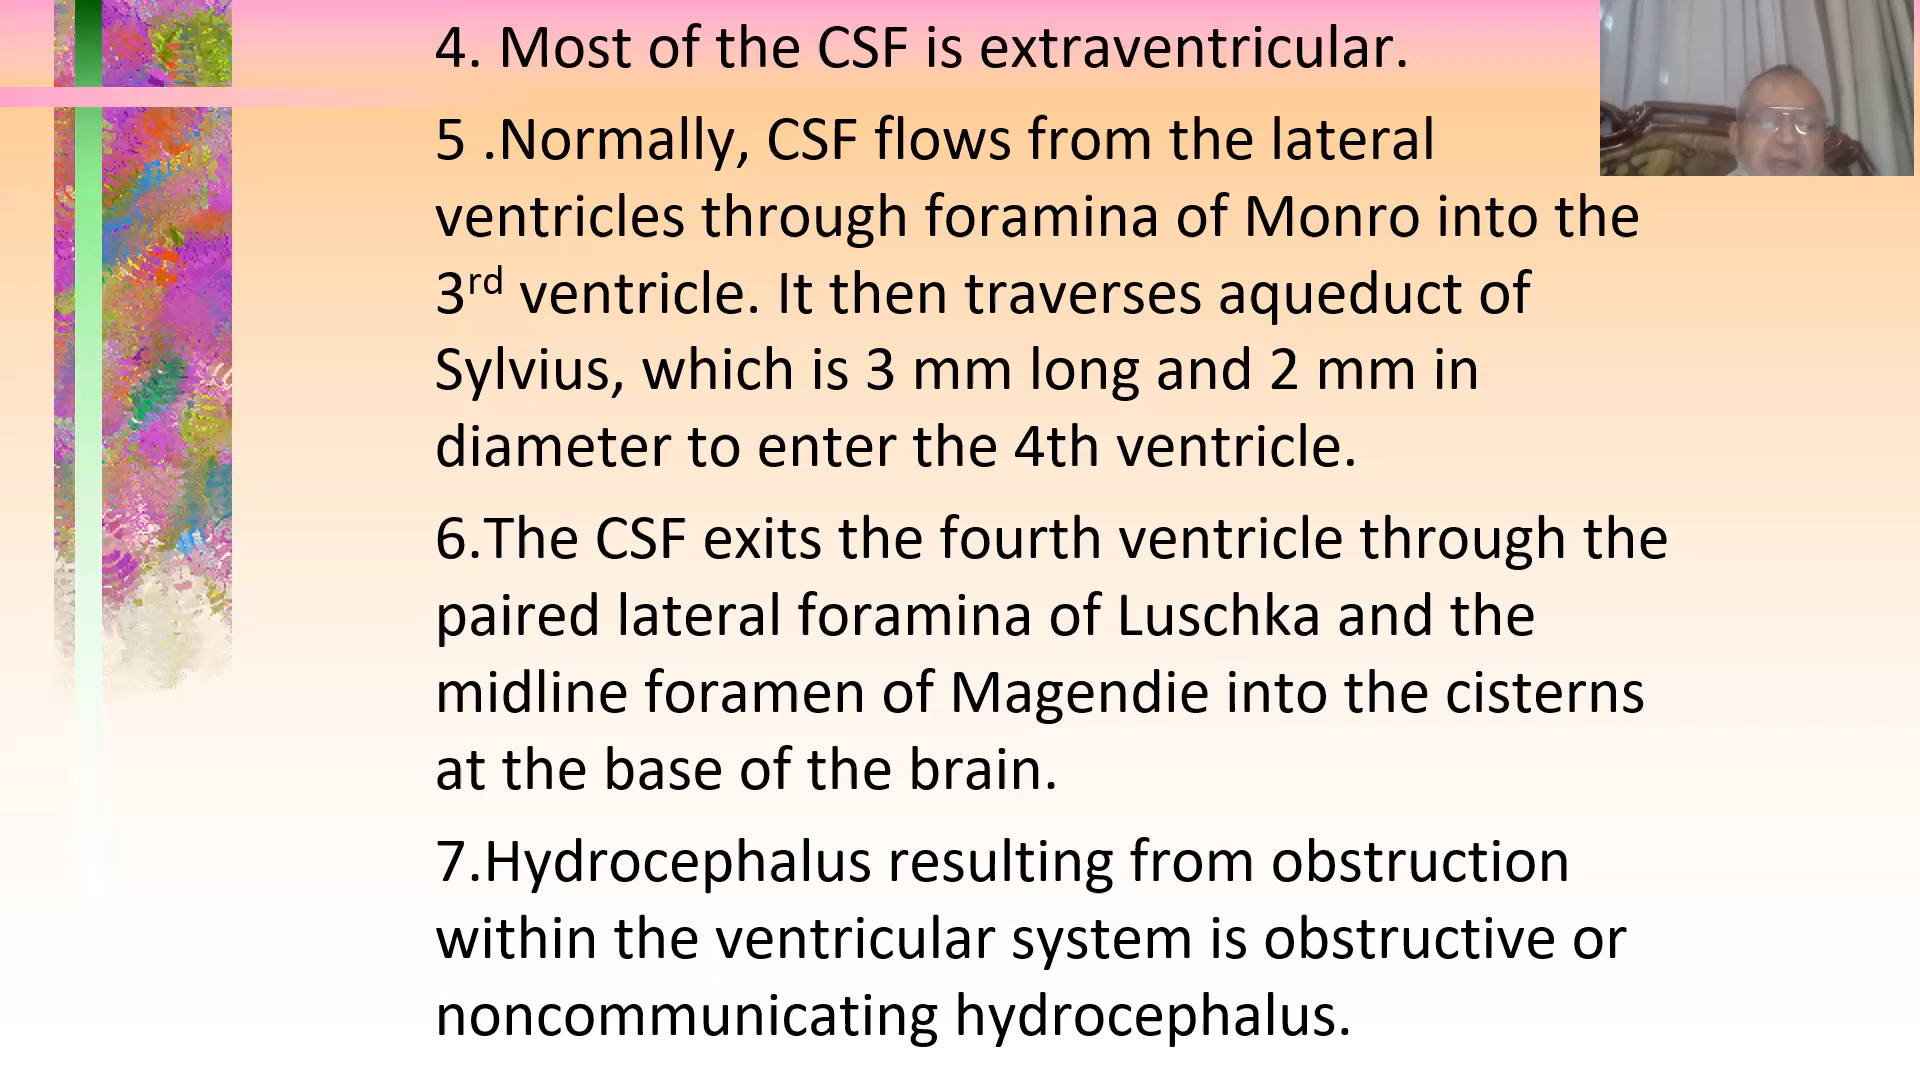 4. Most of the CSF is extraventricular.
5 .Normally, CSF flows from the lateral
ventricles through foramina of Monro into the
3rd ventricle. It then traverses aqueduct of
Sylvius, which is 3 mm long and 2 mm in
diameter to enter the 4th ventricle.
6.The CSF exits the fourth ventricle through the
paired lateral foramina of Luschka and the
midline foramen of Magendie into the cisterns
at the base of the brain.
7.Hydrocephalus resulting from obstruction
within the ventricular system is obstructive or
noncommunicating hydrocephalus.